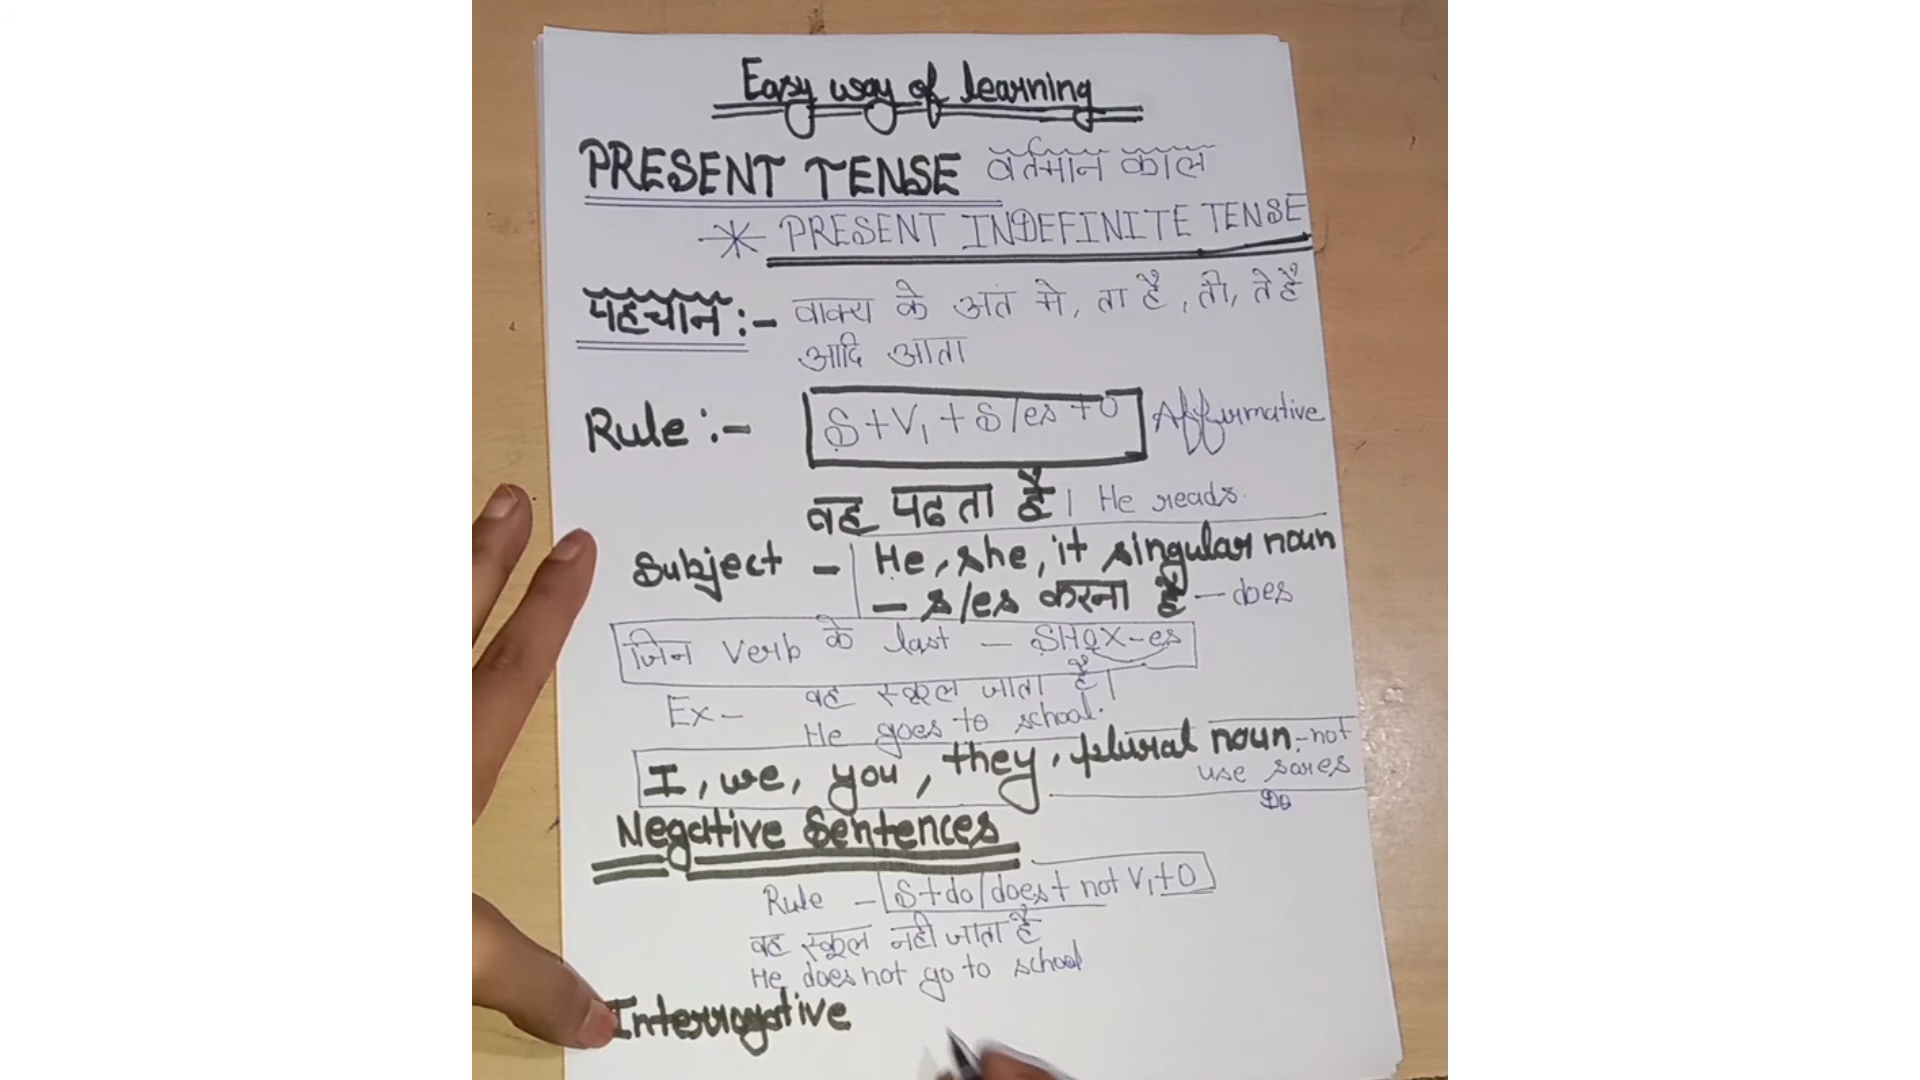 Easy way of learning
PRESENT TENSE वर्तमान काल
* PRESENT INDEFINITE TENSE
पहचान :- वाक्य के अंत मे, ता है, ती, ते है
आदि आता
Rule :- S+V1+S/es+O Affirmative
वह पढता है। He reads.
Subject - He, she, it singular noun
- s/es करना है - does
जिन Verb के last - SHOX-es
Ex - वह स्कूल जाता है।
He goes to school.
I, we, you, they, plural noun.-not
use s or es
Do
Negative Sentences
Rule - S+do/does+ not V1+O
वह स्कूल नही जाता है
He does not go to school
Interrogative